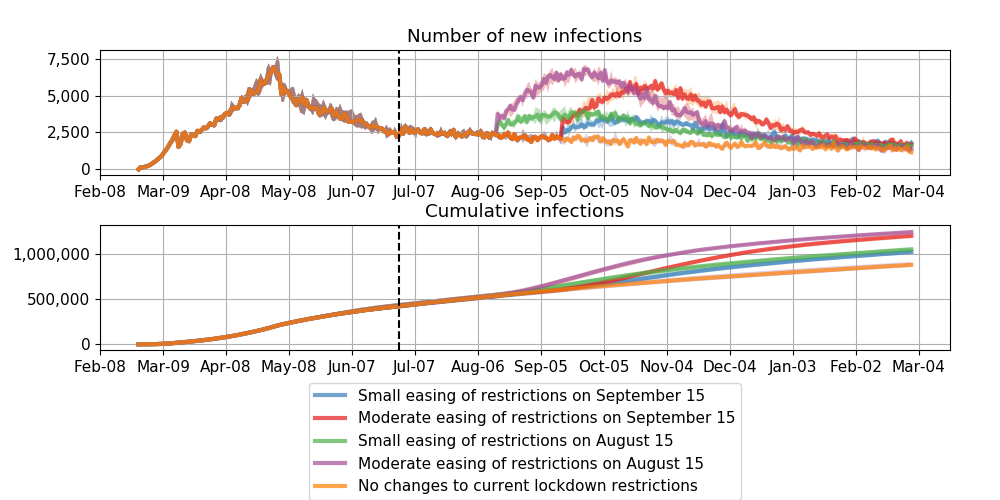 Number of new infections
7,500
5,000
2,500
0
Feb-08 Mar-09 Apr-08 May-08 Jun-07 Jul-07 Aug-06 Sep-05 Oct-05 Nov-04 Dec-04 Jan-03 Feb-02 Mar-04
Cumulative infections
1,000,000
500,000
0
Feb-08 Mar-09 Apr-08 May-08 Jun-07 Jul-07 Aug-06 Sep-05 Oct-05 Nov-04 Dec-04 Jan-03 Feb-02 Mar-04
Small easing of restrictions on September 15
Moderate easing of restrictions on September 15
Small easing of restrictions on August 15
Moderate easing of restrictions on August 15
No changes to current lockdown restrictions